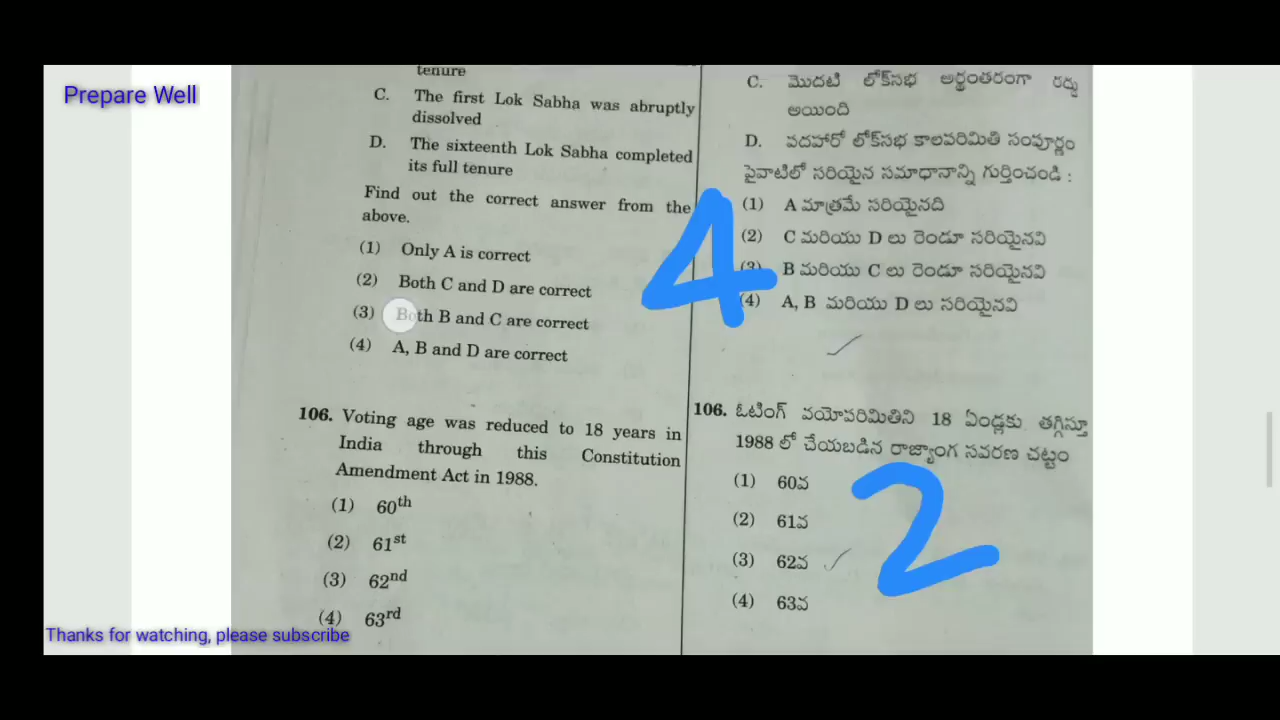 Prepare Well
tenure
C. The first Lok Sabha was abruptly
dissolved
D. The sixteenth Lok Sabha completed
its full tenure
Find out the correct answer from the
above.
(1) Only A is correct
(2) Both C and D are correct
(3) Both B and C are correct
(4) A, B and D are correct
106. Voting age was reduced to 18 years in
India through this Constitution
Amendment Act in 1988.
(1) 60th
(2) 61st
(3) 62nd
(4) 63rd
C. మొదటి లోక్‌సభ అర్ధంతరంగా రద్దు
అయింది
D. పదహారో లోక్‌సభ కాలపరిమితి సంపూర్ణం
పైవాటిలో సరియైన సమాధానాన్ని గుర్తించండి :
(1) A మాత్రమే సరియైనది
(2) C మరియు D లు రెండూ సరియైనవి
(3) B మరియు C లు రెండూ సరియైనవి
(4) A, B మరియు D లు సరియైనవి
4
106. ఓటింగ్ వయోపరిమితిని 18 ఏండ్లకు తగ్గిస్తూ
1988 లో చేయబడిన రాజ్యాంగ సవరణ చట్టం
(1) 60వ
(2) 61వ
(3) 62వ
(4) 63వ
2
Thanks for watching, please subscribe